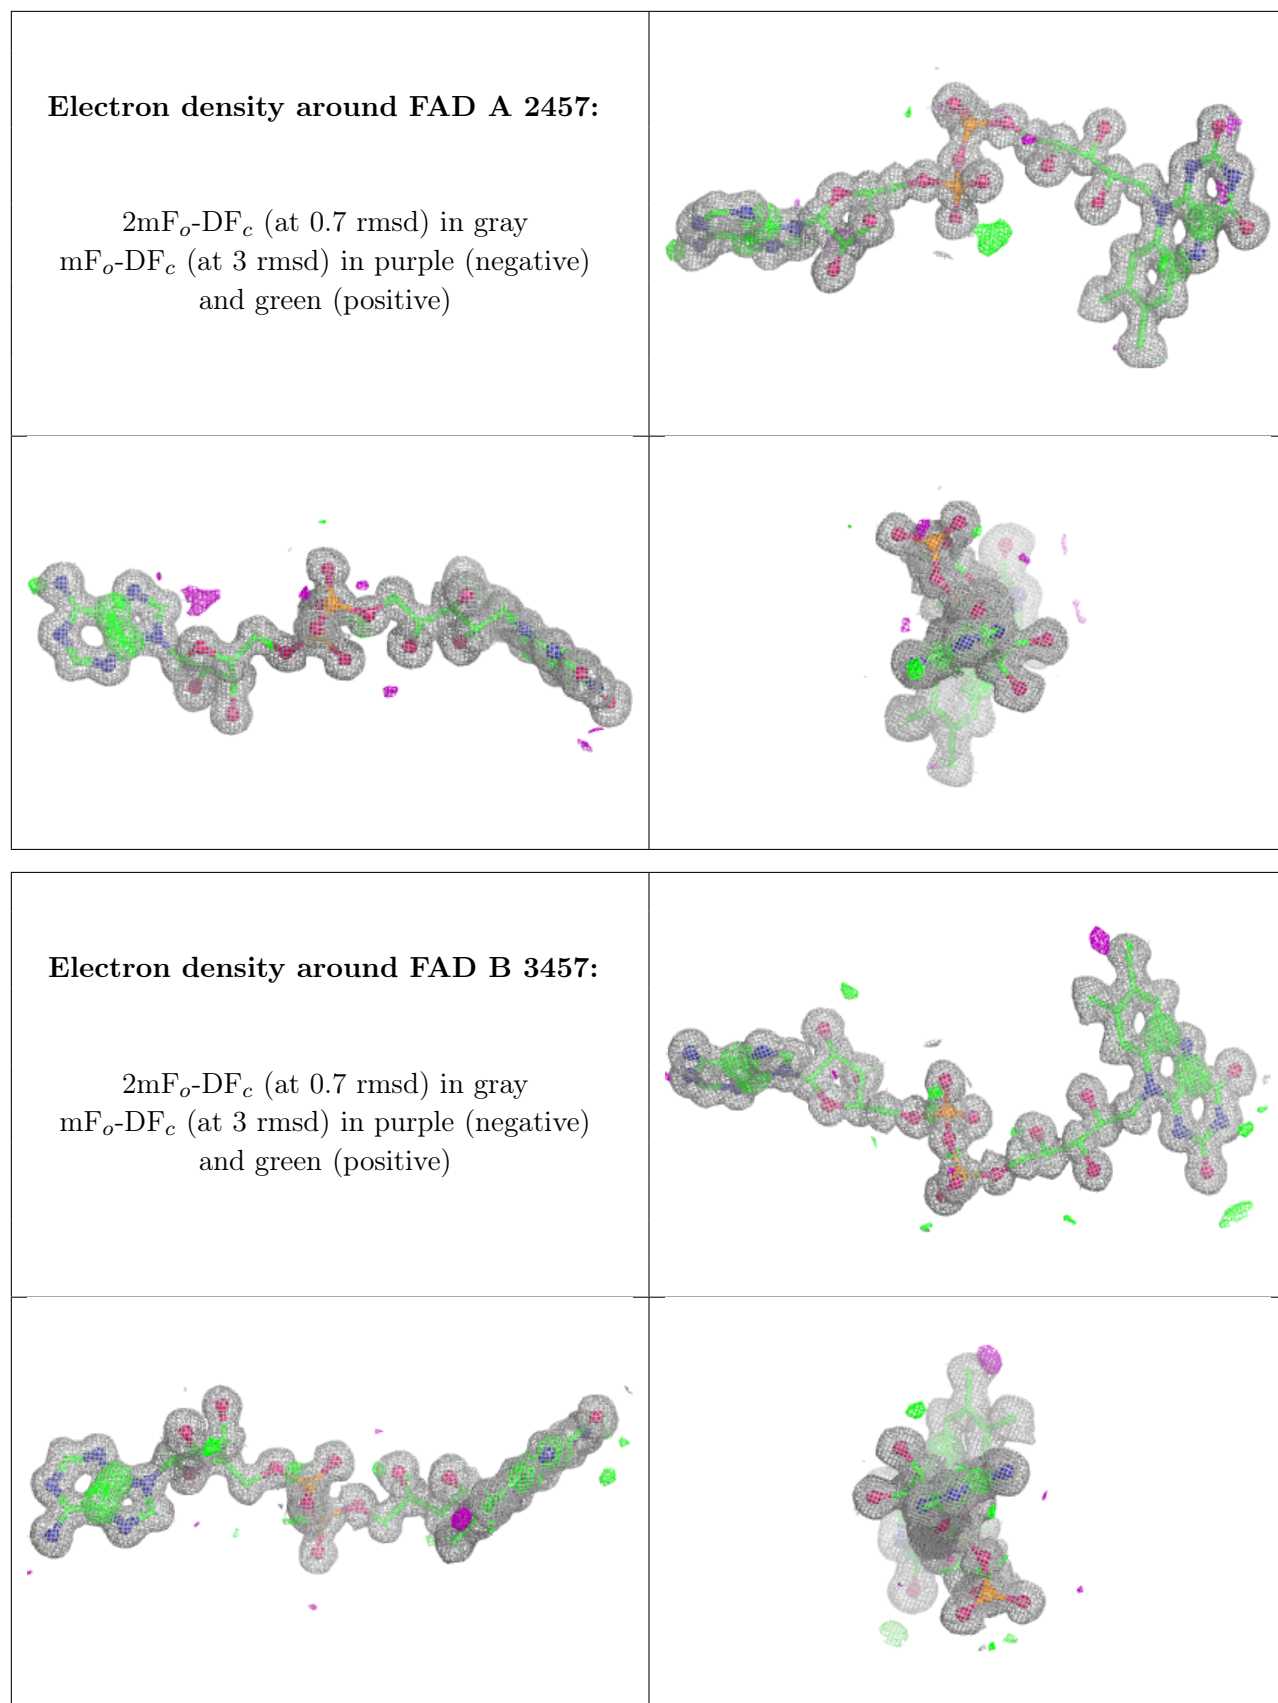 Electron density around FAD A 2457:
2mFₒ-DF𝑐 (at 0.7 rmsd) in gray
mFₒ-DF𝑐 (at 3 rmsd) in purple (negative)
and green (positive)
Electron density around FAD B 3457:
2mFₒ-DF𝑐 (at 0.7 rmsd) in gray
mFₒ-DF𝑐 (at 3 rmsd) in purple (negative)
and green (positive)